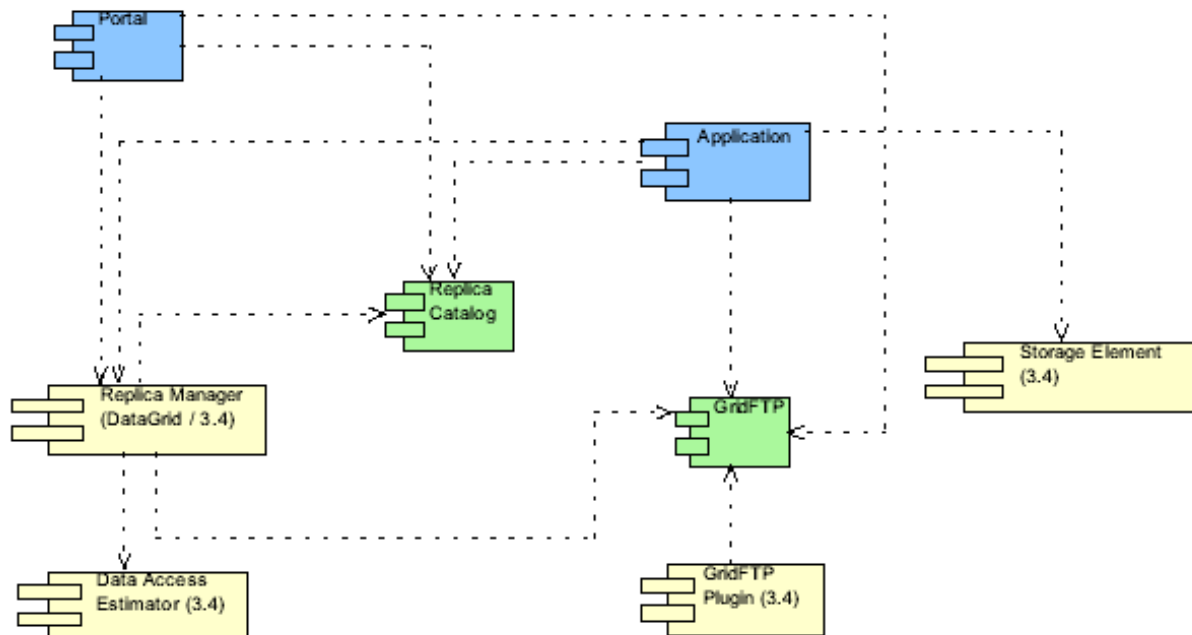 Portal
Application
Replica
Catalog
Storage Element
(3.4)
Replica Manager
(DataGrid / 3.4)
GridFTP
Data Access
Estimator (3.4)
GridFTP
Plugin (3.4)